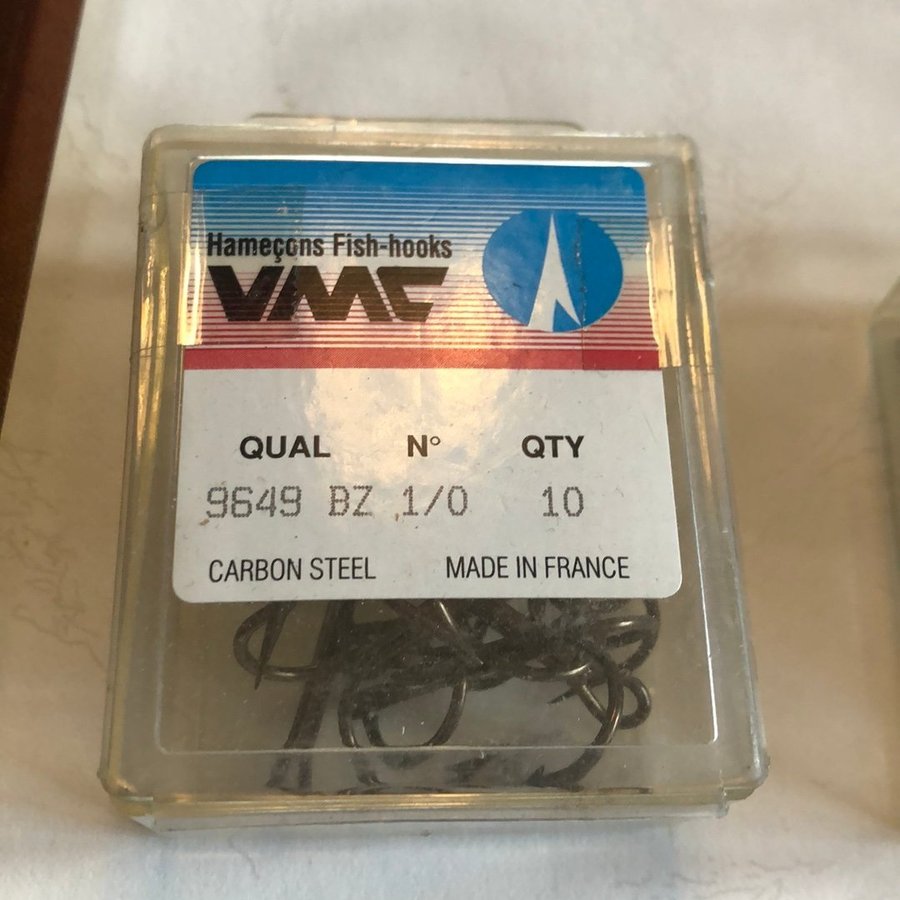 Hameçons Fish-hooks
VMC
QUAL N° QTY
9649 BZ 1/0 10
CARBON STEEL MADE IN FRANCE